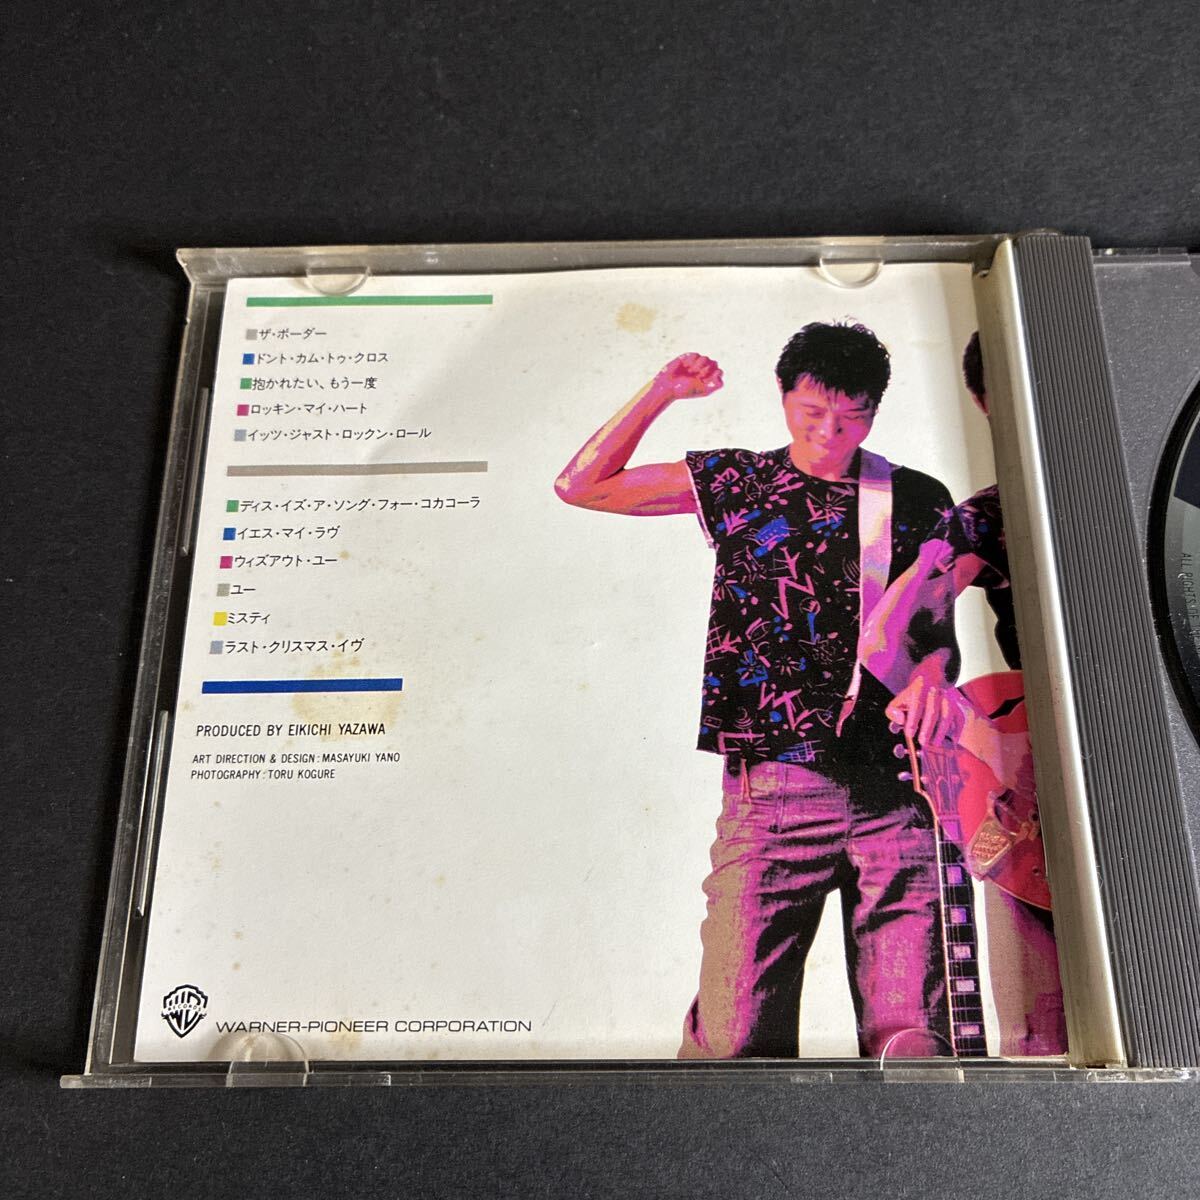 ザ・ボーダー
ドント・カム・トゥ・クロス
抱かれたい、もう一度
ロッキン・マイ・ハート
イッツ・ジャスト・ロックン・ロール
ディス・イズ・ア・ソング・フォー・コカコーラ
イエス・マイ・ラヴ
ウィズアウト・ユー
ユー
ミスティ
ラスト・クリスマス・イヴ
PRODUCED BY EIKICHI YAZAWA
ART DIRECTION & DESIGN : MASAYUKI YANO
PHOTOGRAPHY : TORU KOGURE
RECORDS
WARNER-PIONEER CORPORATION
ALL RIGHTS